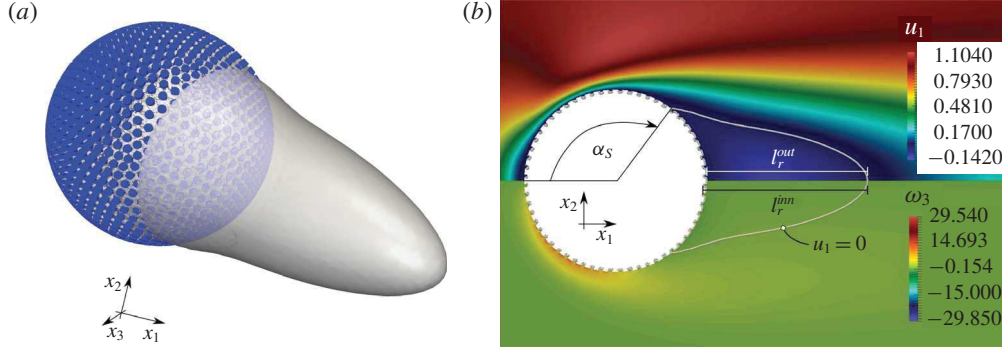 (a)
(b)
u₁
1.1040
0.7930
0.4810
0.1700
−0.1420
α_S
l_r^out
l_r^inn
x₂
x₁
u₁ = 0
ω₃
29.540
14.693
−0.154
−15.000
−29.850
x₂
x₃
x₁